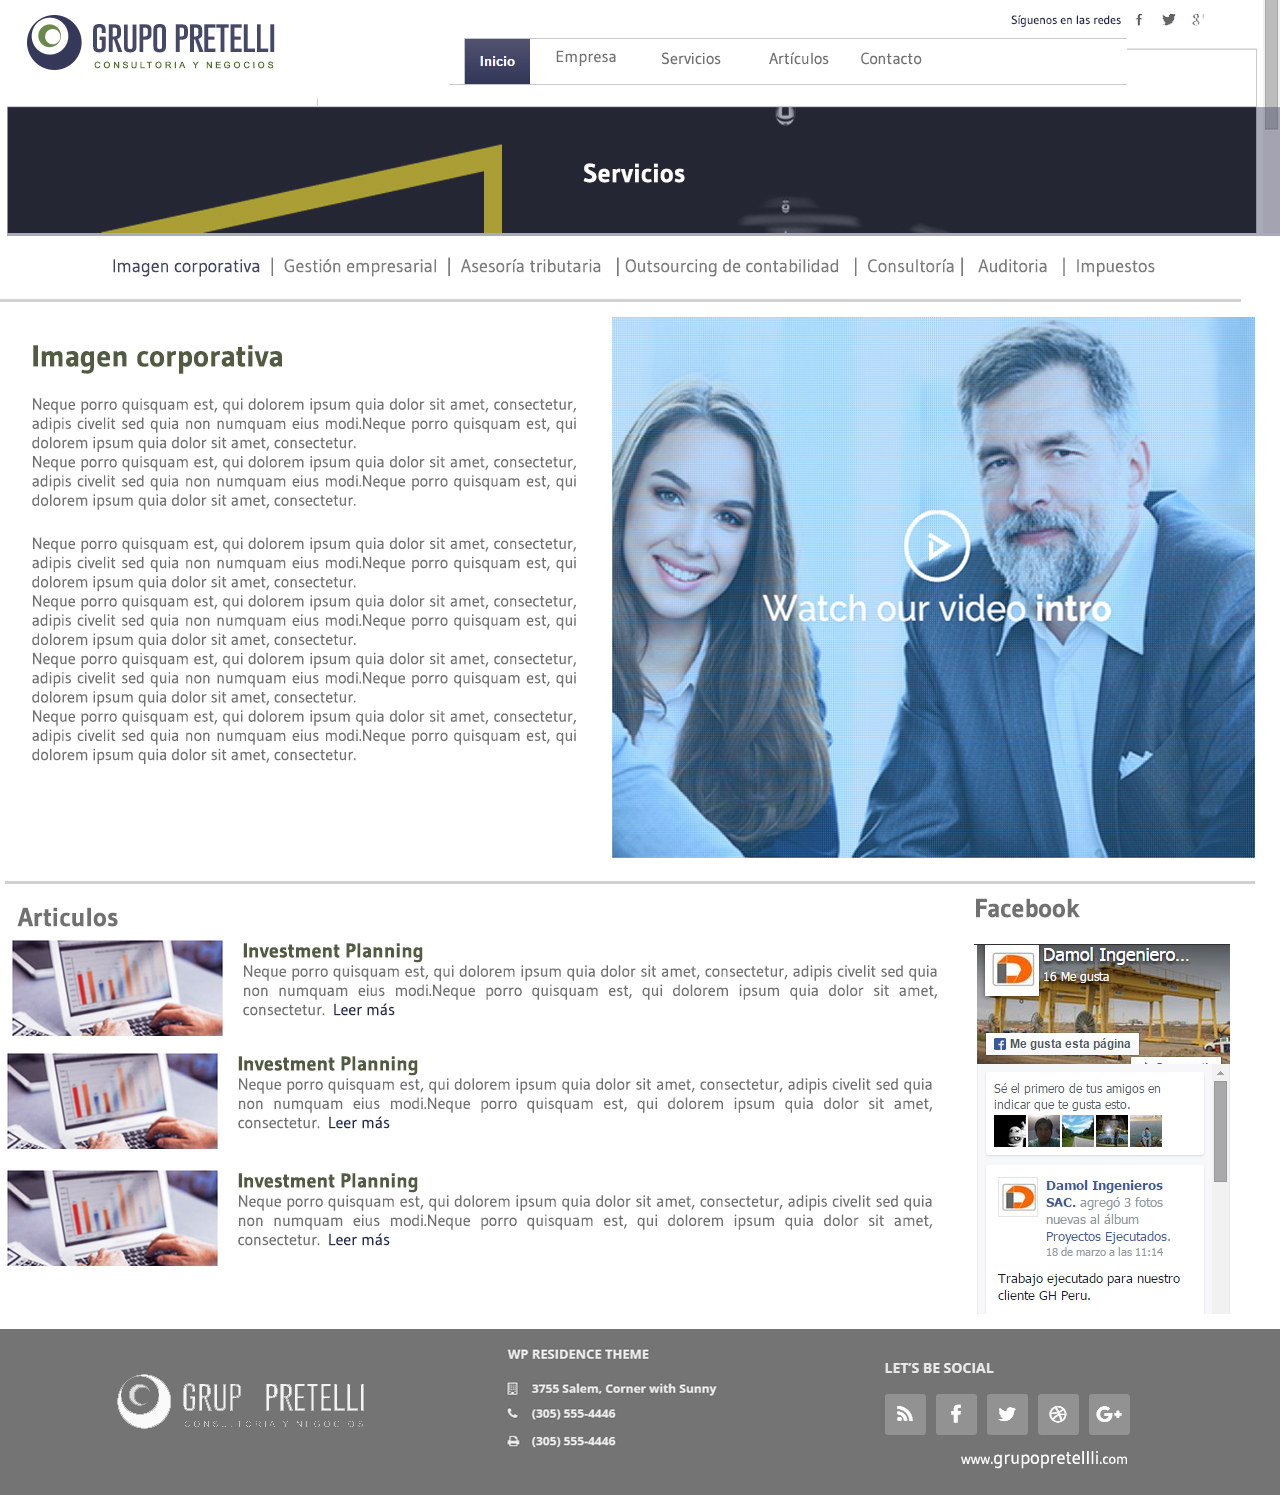 GRUPO PRETELLI
CONSULTORIA Y NEGOCIOS
Síguenos en las redes
Inicio
Empresa
Servicios
Artículos
Contacto
Servicios
Imagen corporativa | Gestión empresarial | Asesoría tributaria | Outsourcing de contabilidad | Consultoría | Auditoria | Impuestos
Imagen corporativa
Neque porro quisquam est, qui dolorem ipsum quia dolor sit amet, consectetur,
adipis civelit sed quia non numquam eius modi.Neque porro quisquam est, qui
dolorem ipsum quia dolor sit amet, consectetur.
Neque porro quisquam est, qui dolorem ipsum quia dolor sit amet, consectetur,
adipis civelit sed quia non numquam eius modi.Neque porro quisquam est, qui
dolorem ipsum quia dolor sit amet, consectetur.
Neque porro quisquam est, qui dolorem ipsum quia dolor sit amet, consectetur,
adipis civelit sed quia non numquam eius modi.Neque porro quisquam est, qui
dolorem ipsum quia dolor sit amet, consectetur.
Neque porro quisquam est, qui dolorem ipsum quia dolor sit amet, consectetur,
adipis civelit sed quia non numquam eius modi.Neque porro quisquam est, qui
dolorem ipsum quia dolor sit amet, consectetur.
Neque porro quisquam est, qui dolorem ipsum quia dolor sit amet, consectetur,
adipis civelit sed quia non numquam eius modi.Neque porro quisquam est, qui
dolorem ipsum quia dolor sit amet, consectetur.
Neque porro quisquam est, qui dolorem ipsum quia dolor sit amet, consectetur,
adipis civelit sed quia non numquam eius modi.Neque porro quisquam est, qui
dolorem ipsum quia dolor sit amet, consectetur.
Watch our video intro
Articulos
Investment Planning
Neque porro quisquam est, qui dolorem ipsum quia dolor sit amet, consectetur, adipis civelit sed quia
non numquam eius modi.Neque porro quisquam est, qui dolorem ipsum quia dolor sit amet,
consectetur. Leer más
Investment Planning
Neque porro quisquam est, qui dolorem ipsum quia dolor sit amet, consectetur, adipis civelit sed quia
non numquam eius modi.Neque porro quisquam est, qui dolorem ipsum quia dolor sit amet,
consectetur. Leer más
Investment Planning
Neque porro quisquam est, qui dolorem ipsum quia dolor sit amet, consectetur, adipis civelit sed quia
non numquam eius modi.Neque porro quisquam est, qui dolorem ipsum quia dolor sit amet,
consectetur. Leer más
Facebook
Damol Ingeniero...
16 Me gusta
Me gusta esta página
Sé el primero de tus amigos en
indicar que te gusta esto.
Damol Ingenieros
SAC. agregó 3 fotos
nuevas al álbum
Proyectos Ejecutados.
18 de marzo a las 11:14
Trabajo ejecutado para nuestro
cliente GH Peru.
GRUP PRETELLI
CONSULTORIA Y NEGOCIOS
WP RESIDENCE THEME
3755 Salem, Corner with Sunny
(305) 555-4446
(305) 555-4446
LET'S BE SOCIAL
www.grupopretellli.com